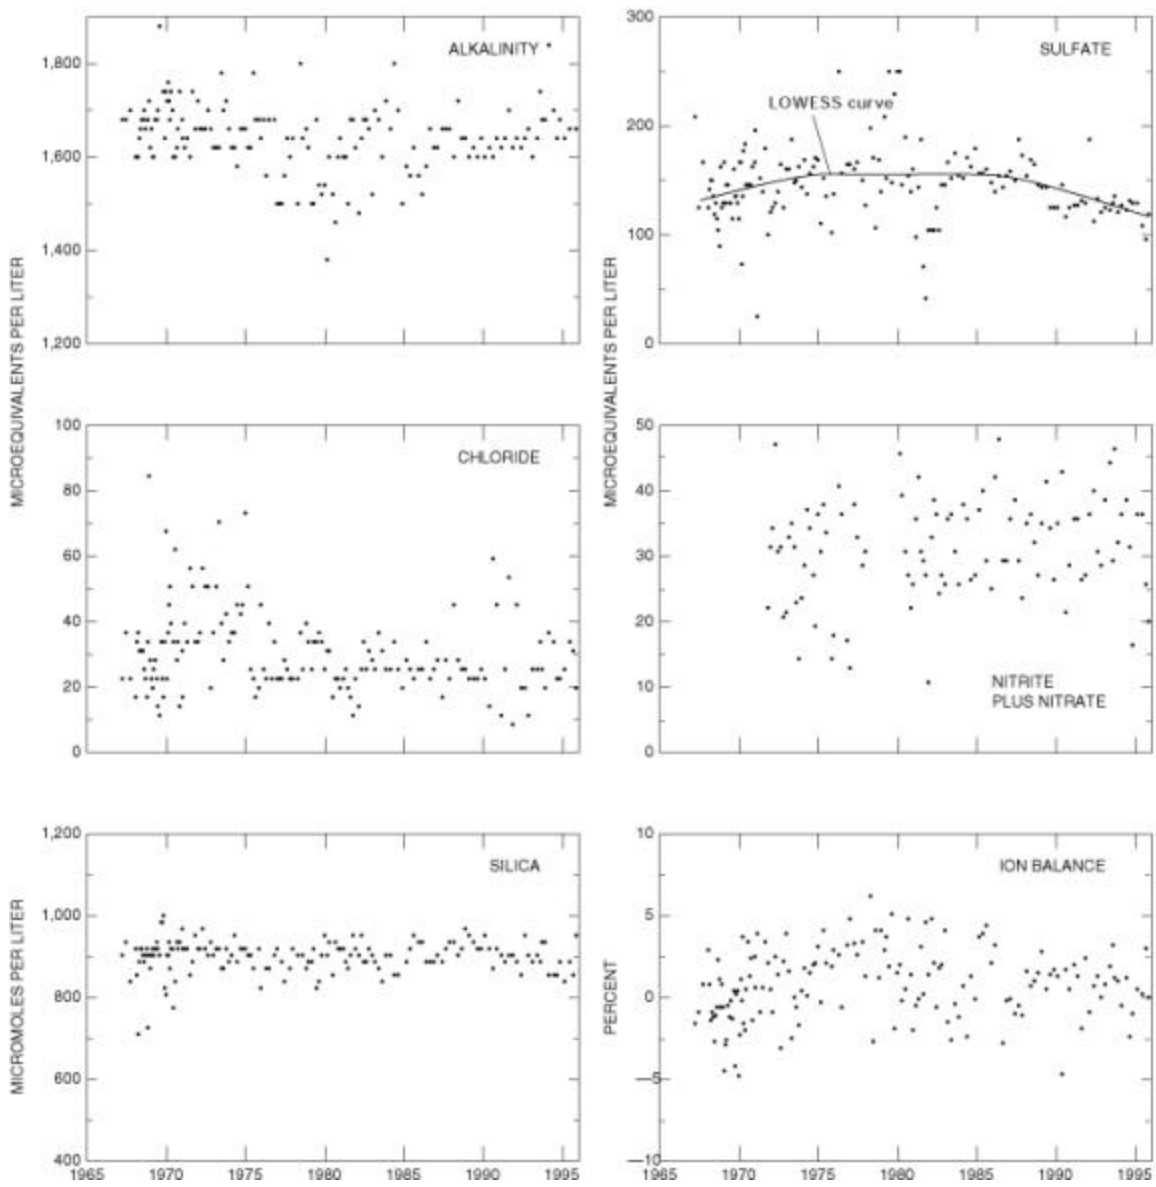 ALKALINITY
1,800
1,600
1,400
1,200
MICROEQUIVALENTS PER LITER
SULFATE
LOWESS curve
300
200
100
0
MICROEQUIVALENTS PER LITER
CHLORIDE
100
80
60
40
20
0
NITRITE
PLUS NITRATE
50
40
30
20
10
0
SILICA
1,200
1,000
800
600
400
MICROMOLES PER LITER
1965 1970 1975 1980 1985 1990 1995
ION BALANCE
10
5
0
—5
—10
PERCENT
1965 1970 1975 1980 1985 1990 1995